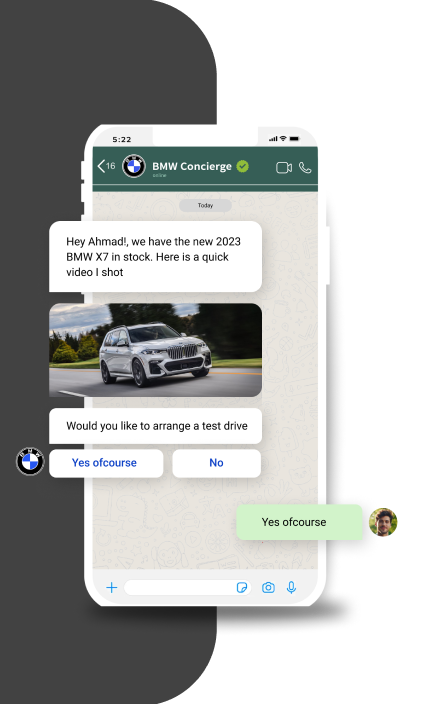 5:22
16
BMW Concierge
online
Today
Hey Ahmad!, we have the new 2023
BMW X7 in stock. Here is a quick
video I shot
Would you like to arrange a test drive
Yes ofcourse
No
Yes ofcourse